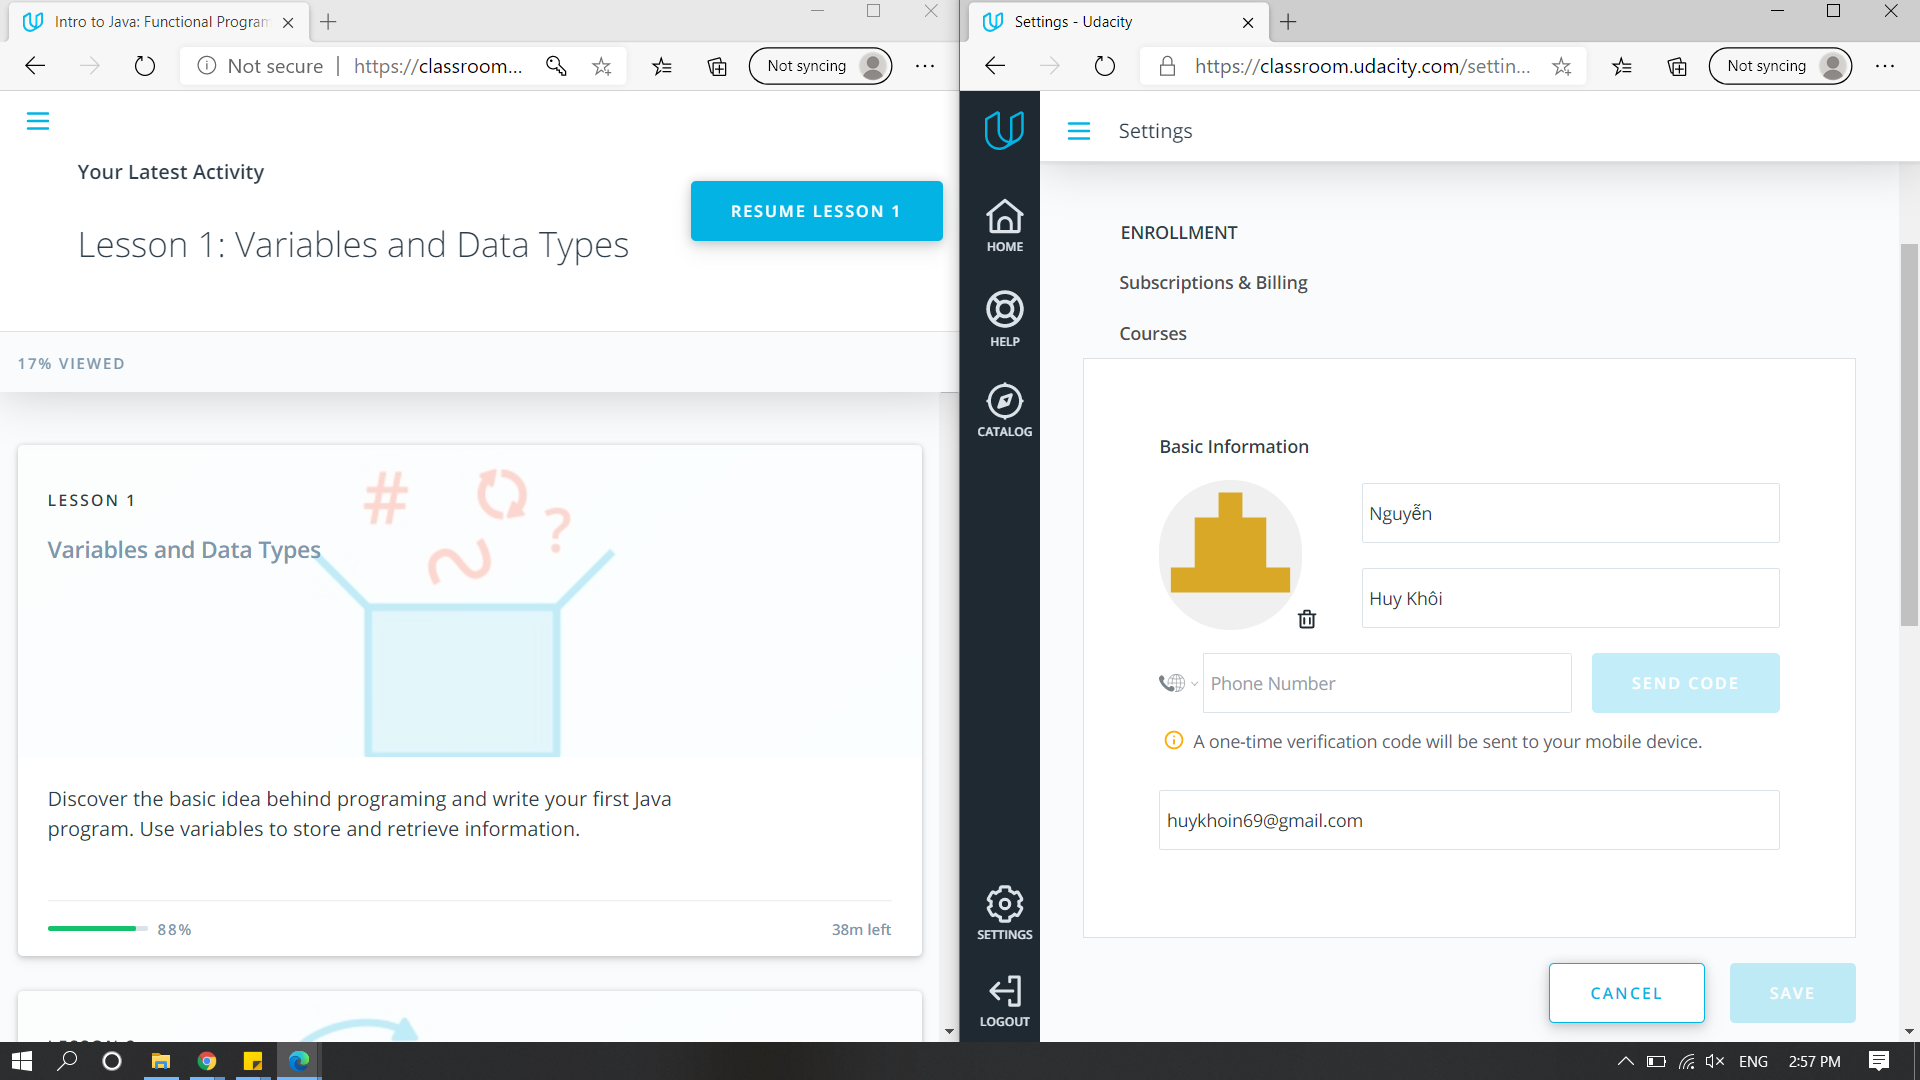 Intro to Java: Functional Program
Not secure
https://classroom...
Not syncing
Your Latest Activity
RESUME LESSON 1
Lesson 1: Variables and Data Types
17% VIEWED
LESSON 1
Variables and Data Types
#
?
Discover the basic idea behind programing and write your first Java
program. Use variables to store and retrieve information.
88%
38m left
Settings - Udacity
https://classroom.udacity.com/settin...
Not syncing
Settings
HOME
HELP
CATALOG
SETTINGS
LOGOUT
ENROLLMENT
Subscriptions & Billing
Courses
Basic Information
Nguyễn
Huy Khôi
Phone Number
SEND CODE
A one-time verification code will be sent to your mobile device.
huykhoin69@gmail.com
CANCEL
SAVE
ENG
2:57 PM